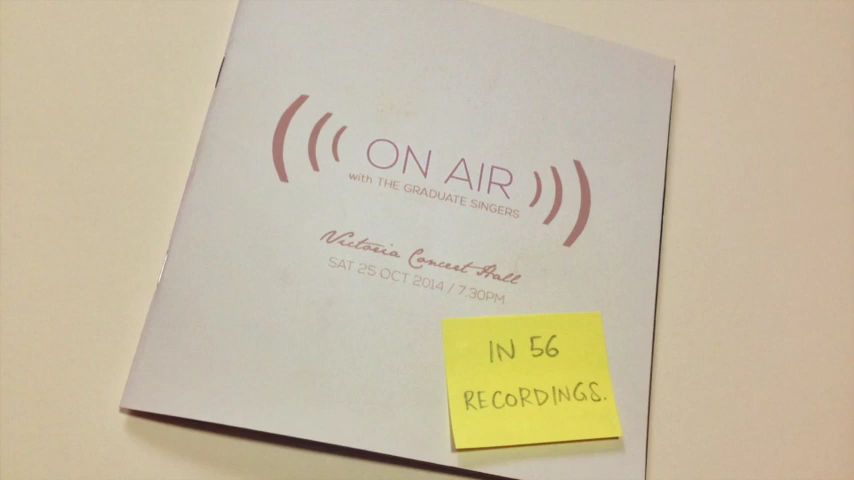 ON AIR
with THE GRADUATE SINGERS
Victoria Concert Hall
SAT 25 OCT 2014 / 7.30PM
IN 56
RECORDINGS.